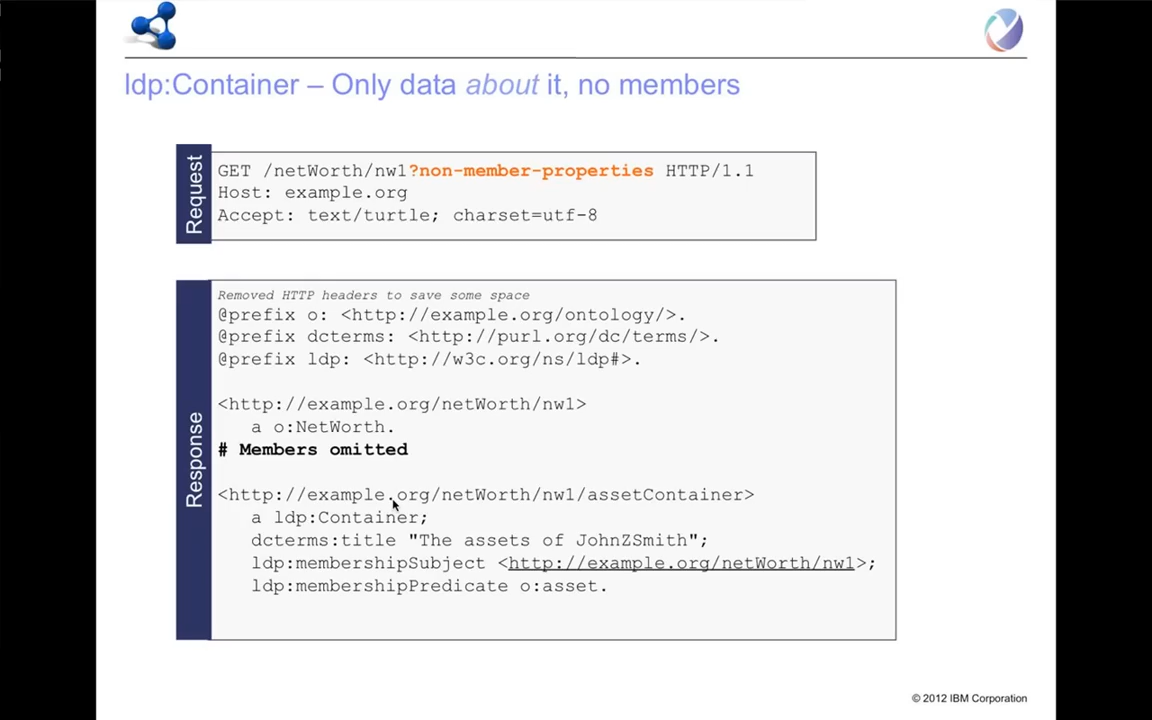 ldp:Container – Only data about it, no members
Request
GET /netWorth/nw1?non-member-properties HTTP/1.1
Host: example.org
Accept: text/turtle; charset=utf-8
Response
Removed HTTP headers to save some space
@prefix o: <http://example.org/ontology/>.
@prefix dcterms: <http://purl.org/dc/terms/>.
@prefix ldp: <http://w3c.org/ns/ldp#>.
<http://example.org/netWorth/nw1>
a o:NetWorth.
# Members omitted
<http://example.org/netWorth/nw1/assetContainer>
a ldp:Container;
dcterms:title "The assets of JohnZSmith";
ldp:membershipSubject <http://example.org/netWorth/nw1>;
ldp:membershipPredicate o:asset.
© 2012 IBM Corporation